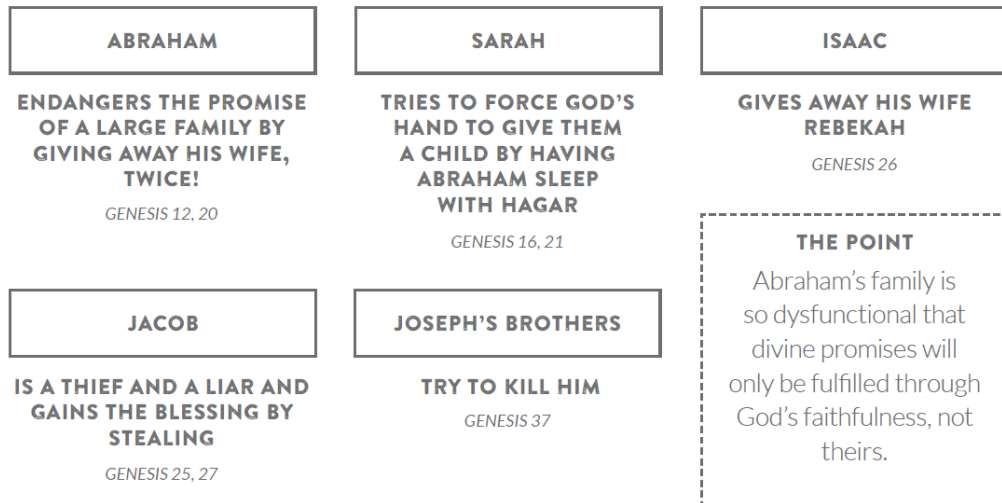 ABRAHAM
ENDANGERS THE PROMISE
OF A LARGE FAMILY BY
GIVING AWAY HIS WIFE,
TWICE!
GENESIS 12, 20
SARAH
TRIES TO FORCE GOD'S
HAND TO GIVE THEM
A CHILD BY HAVING
ABRAHAM SLEEP
WITH HAGAR
GENESIS 16, 21
ISAAC
GIVES AWAY HIS WIFE
REBEKAH
GENESIS 26
JACOB
IS A THIEF AND A LIAR AND
GAINS THE BLESSING BY
STEALING
GENESIS 25, 27
JOSEPH'S BROTHERS
TRY TO KILL HIM
GENESIS 37
THE POINT
Abraham's family is
so dysfunctional that
divine promises will
only be fulfilled through
God's faithfulness, not
theirs.